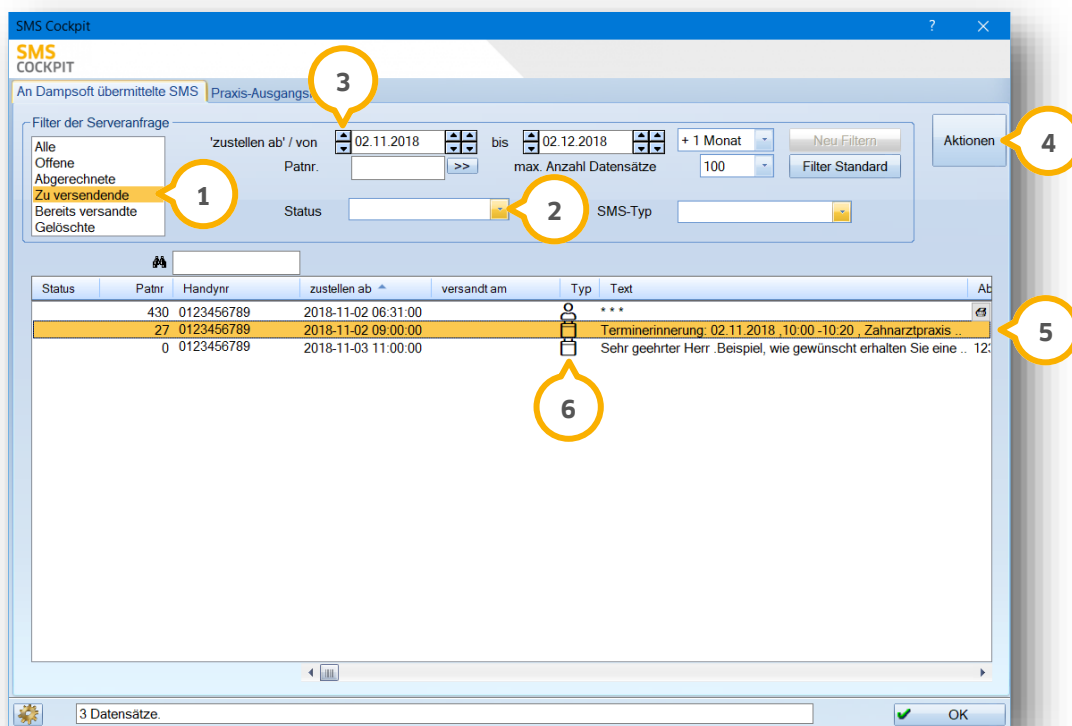 SMS Cockpit ?
SMS
COCKPIT
An Dampsoft übermittelte SMS Praxis-Ausgangs
3
Filter der Serveranfrage
Alle
Offene
Abgerechnete
Zu versendende
Bereits versandte
Gelöschte
1
'zustellen ab' / von 02.11.2018 bis 02.12.2018 + 1 Monat Neu Filtern
Patnr. >> max. Anzahl Datensätze 100 Filter Standard
Status 2 SMS-Typ
Aktionen 4
Status Patnr Handynr zustellen ab versandt am Typ Text
430 0123456789 2018-11-02 06:31:00 * * *
27 0123456789 2018-11-02 09:00:00 Terminerinnerung: 02.11.2018 ,10:00 -10:20 , Zahnarztpraxis ..
5
0 0123456789 2018-11-03 11:00:00 Sehr geehrter Herr .Beispiel, wie gewünscht erhalten Sie eine .. 12
6
3 Datensätze. OK